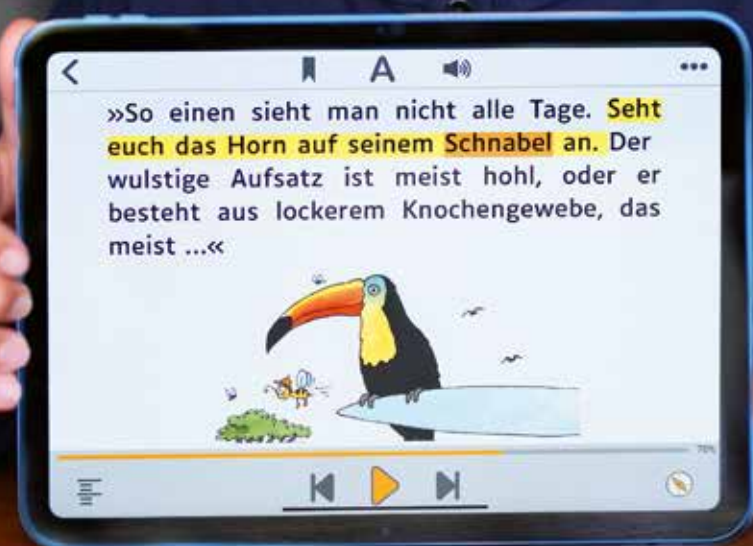 A
»So einen sieht man nicht alle Tage. Seht
euch das Horn auf seinem Schnabel an. Der
wulstige Aufsatz ist meist hohl, oder er
besteht aus lockerem Knochengewebe, das
meist ...«